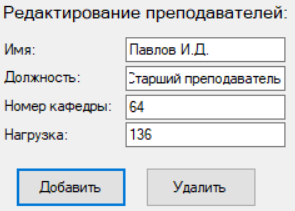 Редактирование преподавателей:
Имя: Павлов И.Д.
Должность: Старший преподаватель
Номер кафедры: 64
Нагрузка: 136
Добавить Удалить